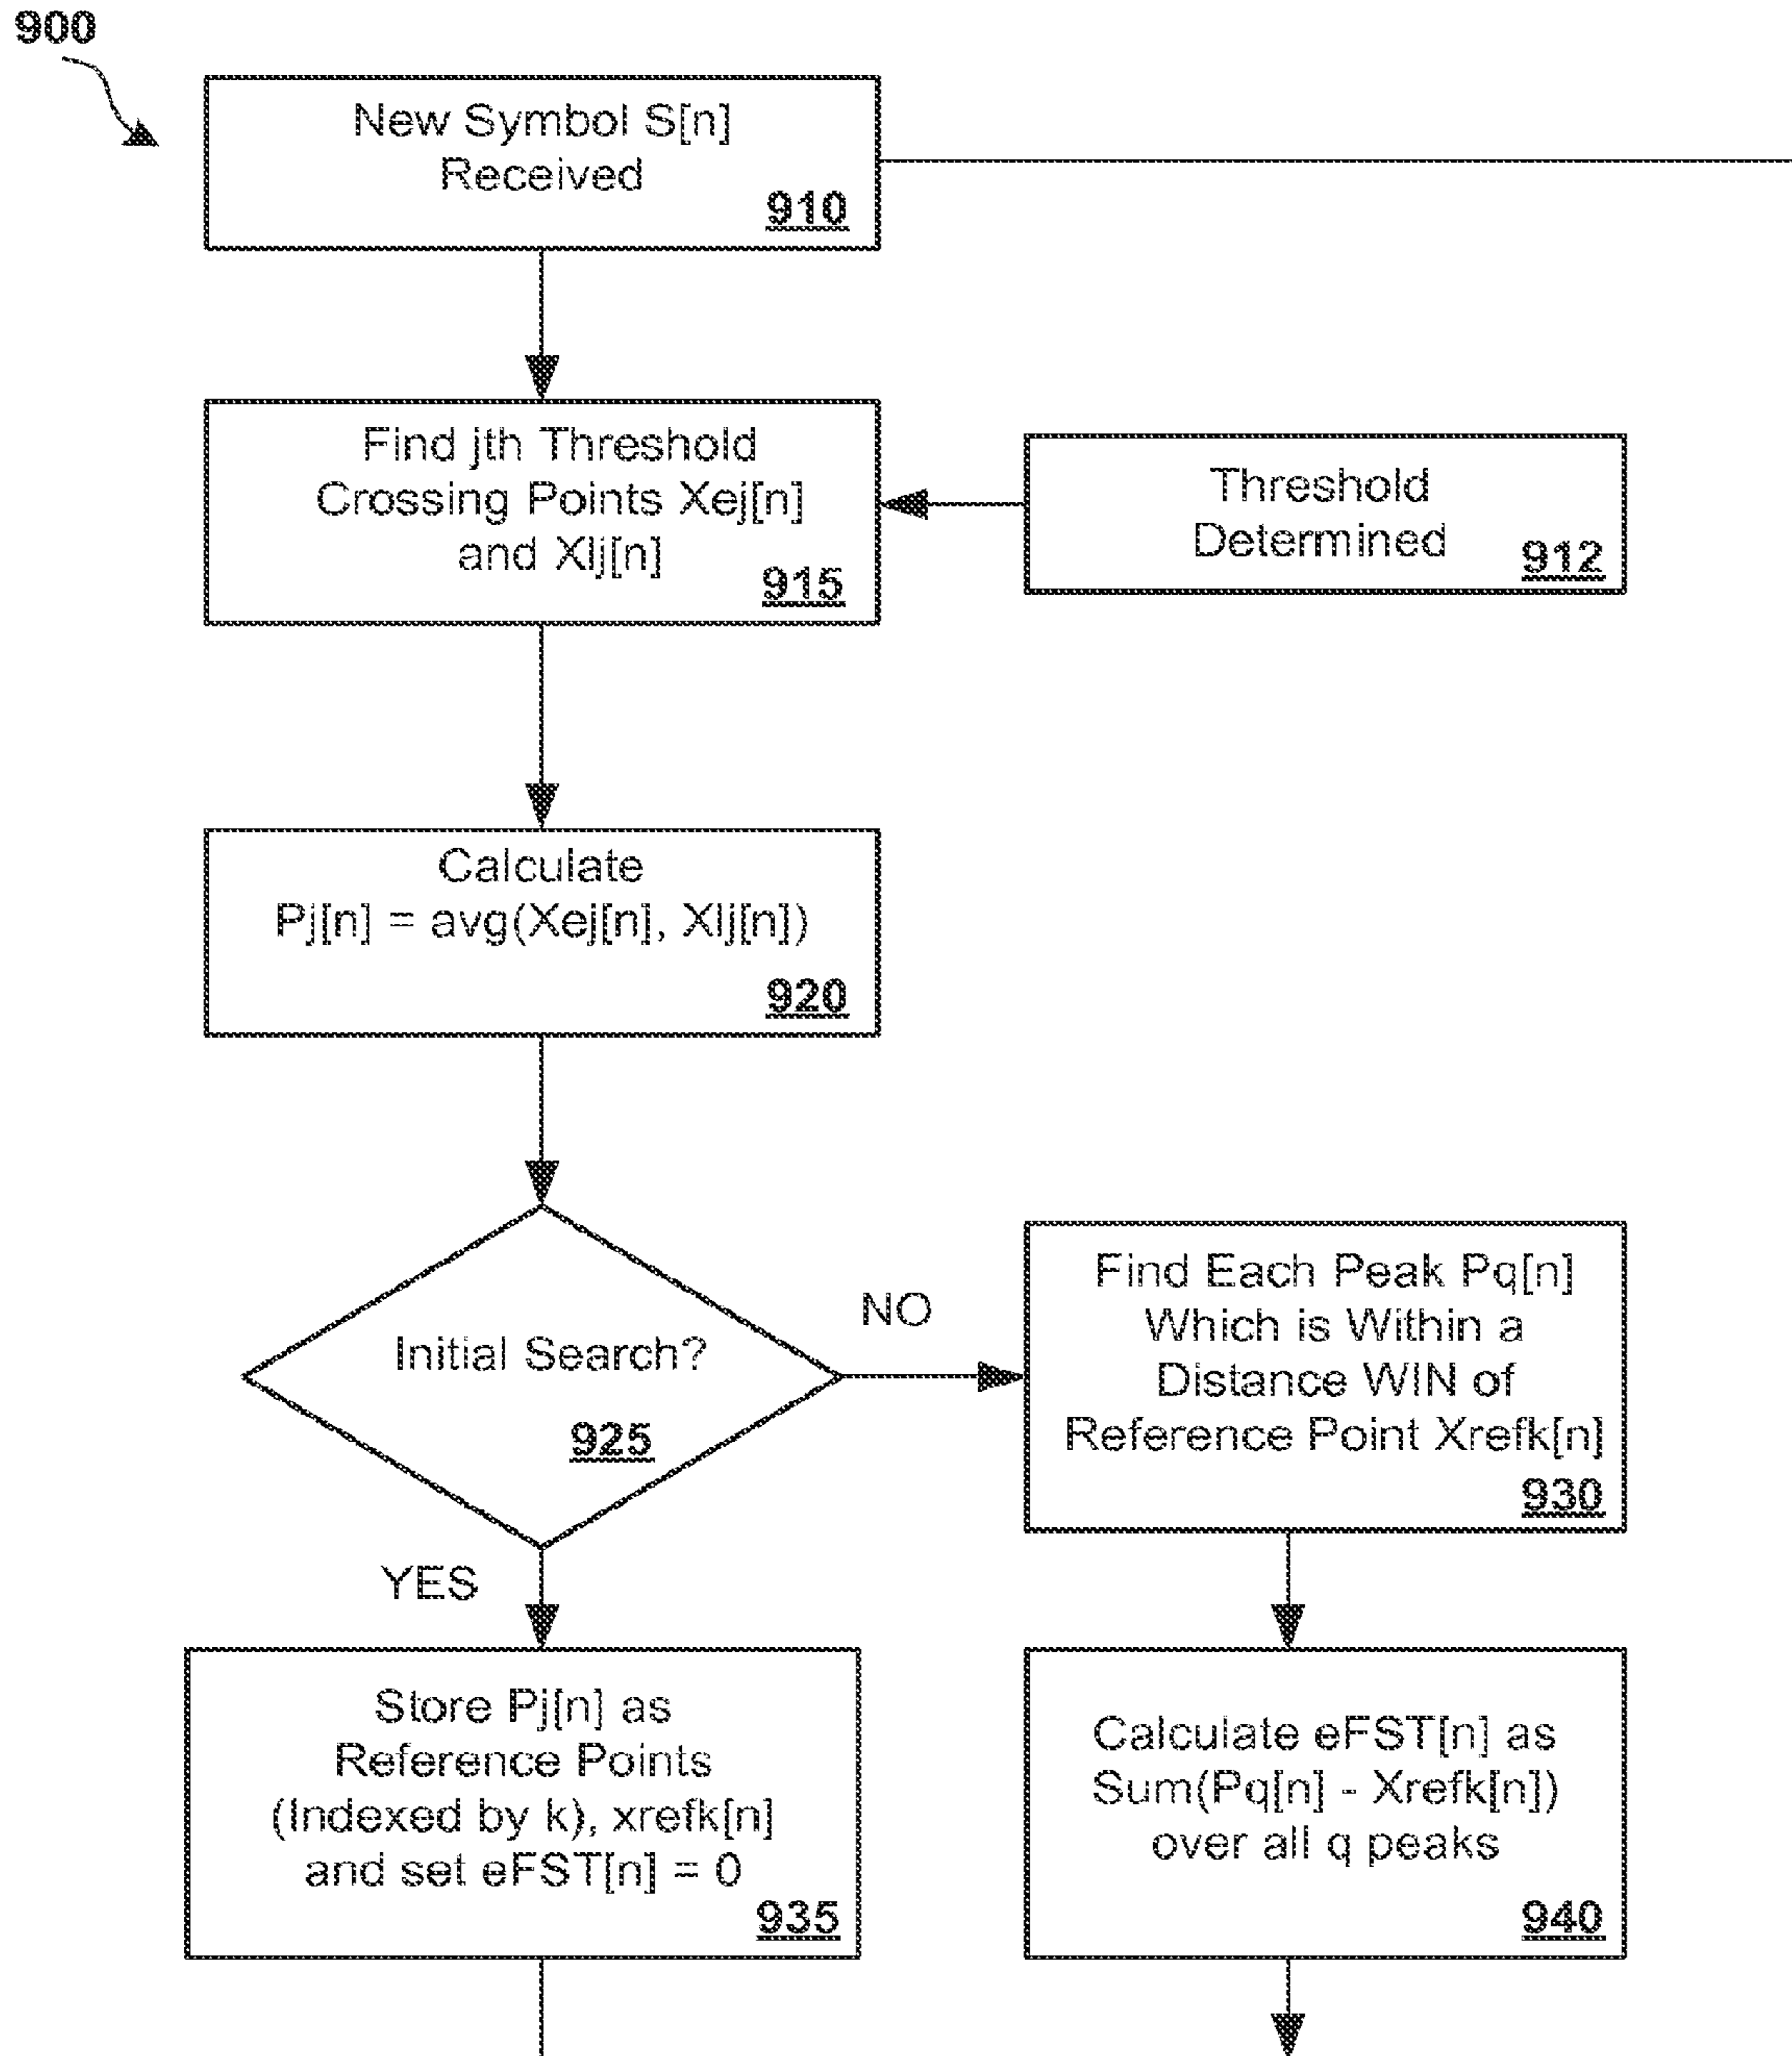 900
New Symbol S[n]
Received
910
Find jth Threshold
Crossing Points Xej[n]
and Xlj[n]
915
Threshold
Determined
912
Calculate
Pj[n] = avg(Xej[n], Xlj[n])
920
Initial Search?
925
NO
YES
Find Each Peak Pq[n]
Which is Within a
Distance WIN of
Reference Point Xrefk[n]
930
Store Pj[n] as
Reference Points
(Indexed by k), xrefk[n]
and set eFST[n] = 0
935
Calculate eFST[n] as
Sum(Pq[n] - Xrefk[n])
over all q peaks
940